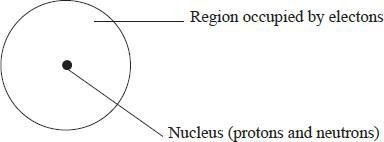 Region occupied by electons
Nucleus (protons and neutrons)